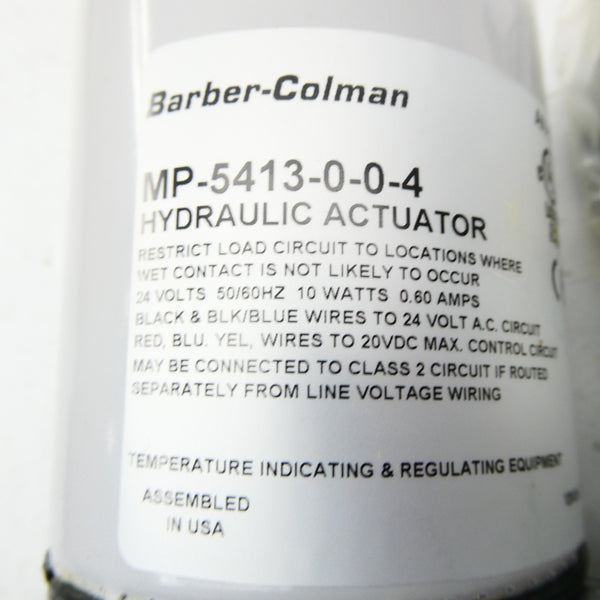 Barber-Colman
MP-5413-0-0-4
HYDRAULIC ACTUATOR
RESTRICT LOAD CIRCUIT TO LOCATIONS WHERE
WET CONTACT IS NOT LIKELY TO OCCUR
24 VOLTS 50/60HZ 10 WATTS 0.60 AMPS
BLACK & BLK/BLUE WIRES TO 24 VOLT A.C. CIRCUIT
RED, BLU. YEL, WIRES TO 20VDC MAX. CONTROL CIRCUIT
MAY BE CONNECTED TO CLASS 2 CIRCUIT IF ROUTED
SEPARATELY FROM LINE VOLTAGE WIRING
TEMPERATURE INDICATING & REGULATING EQUIPMENT
ASSEMBLED
IN USA